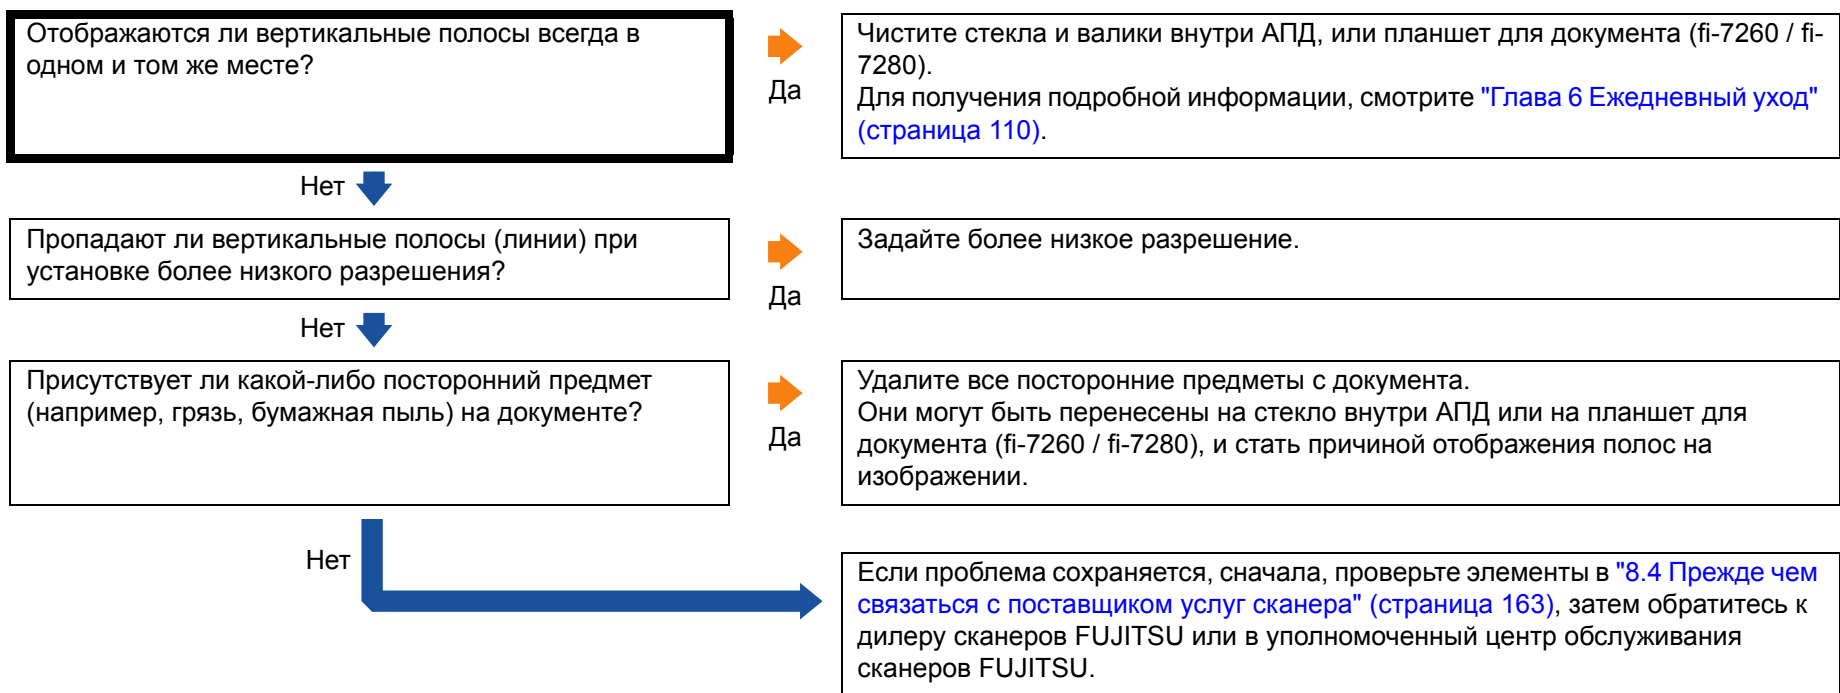 Отображаются ли вертикальные полосы всегда в
одном и том же месте?
Да
Чистите стекла и валики внутри АПД, или планшет для документа (fi-7260 / fi-
7280).
Для получения подробной информации, смотрите "Глава 6 Ежедневный уход"
(страница 110).
Нет
Пропадают ли вертикальные полосы (линии) при
установке более низкого разрешения?
Да
Задайте более низкое разрешение.
Нет
Присутствует ли какой-либо посторонний предмет
(например, грязь, бумажная пыль) на документе?
Да
Удалите все посторонние предметы с документа.
Они могут быть перенесены на стекло внутри АПД или на планшет для
документа (fi-7260 / fi-7280), и стать причиной отображения полос на
изображении.
Нет
Если проблема сохраняется, сначала, проверьте элементы в "8.4 Прежде чем
связаться с поставщиком услуг сканера" (страница 163), затем обратитесь к
дилеру сканеров FUJITSU или в уполномоченный центр обслуживания
сканеров FUJITSU.